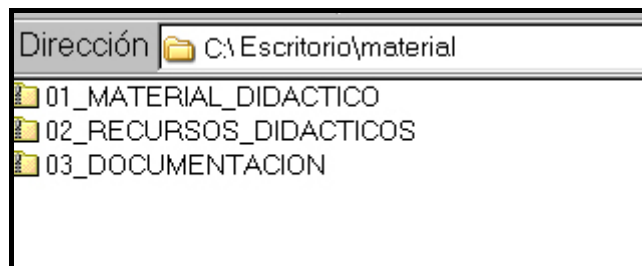 Dirección C:\ Escritorio\material
01_MATERIAL_DIDACTICO
02_RECURSOS_DIDACTICOS
03_DOCUMENTACION